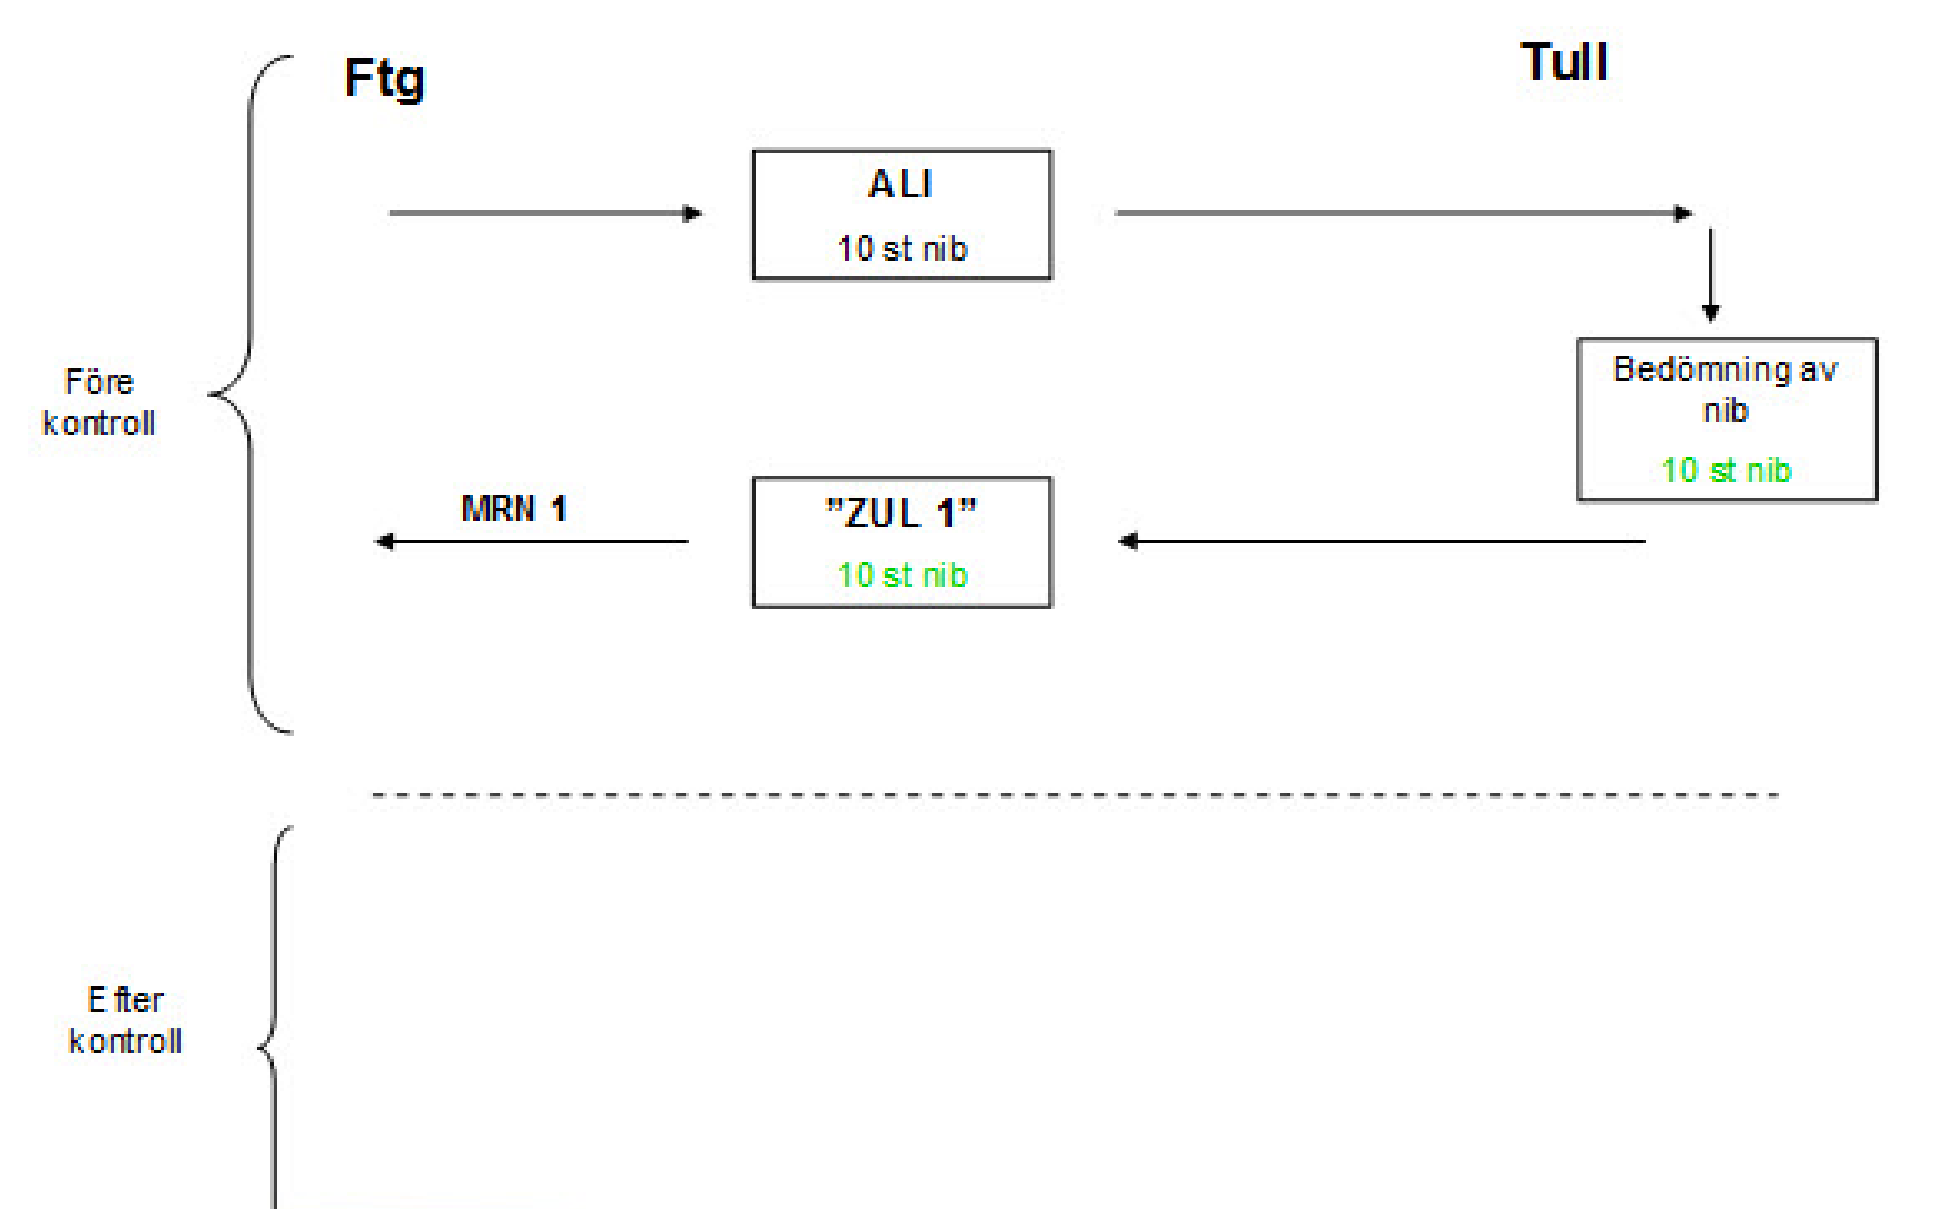 Ftg
Tull
ALI
10 st nib
Före
kontroll
Bedömning av
nib
10 st nib
MRN 1
”ZUL 1”
10 st nib
Efter
kontroll